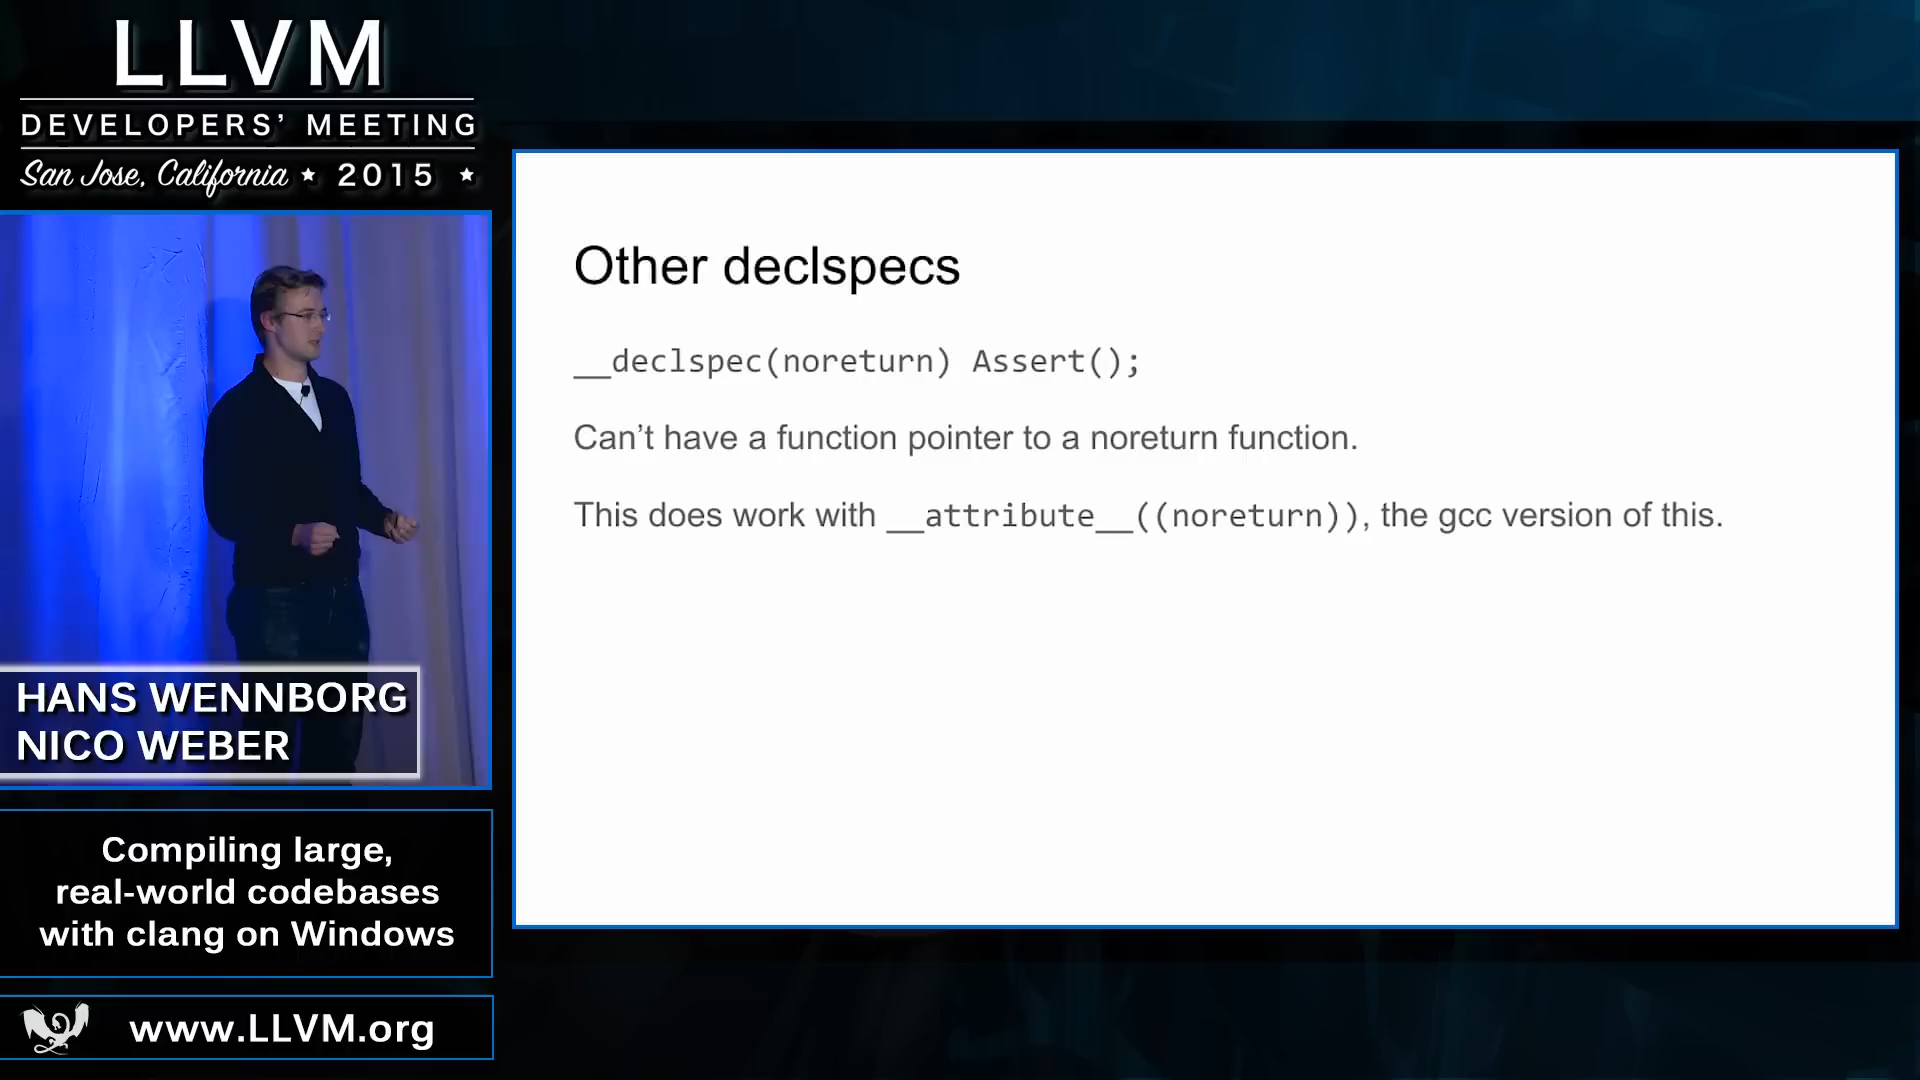 LLVM
DEVELOPERS’ MEETING
San Jose, California ★ 2015 ★
HANS WENNBORG
NICO WEBER
Compiling large,
real-world codebases
with clang on Windows
www.LLVM.org
Other declspecs
__declspec(noreturn) Assert();
Can’t have a function pointer to a noreturn function.
This does work with __attribute__((noreturn)), the gcc version of this.